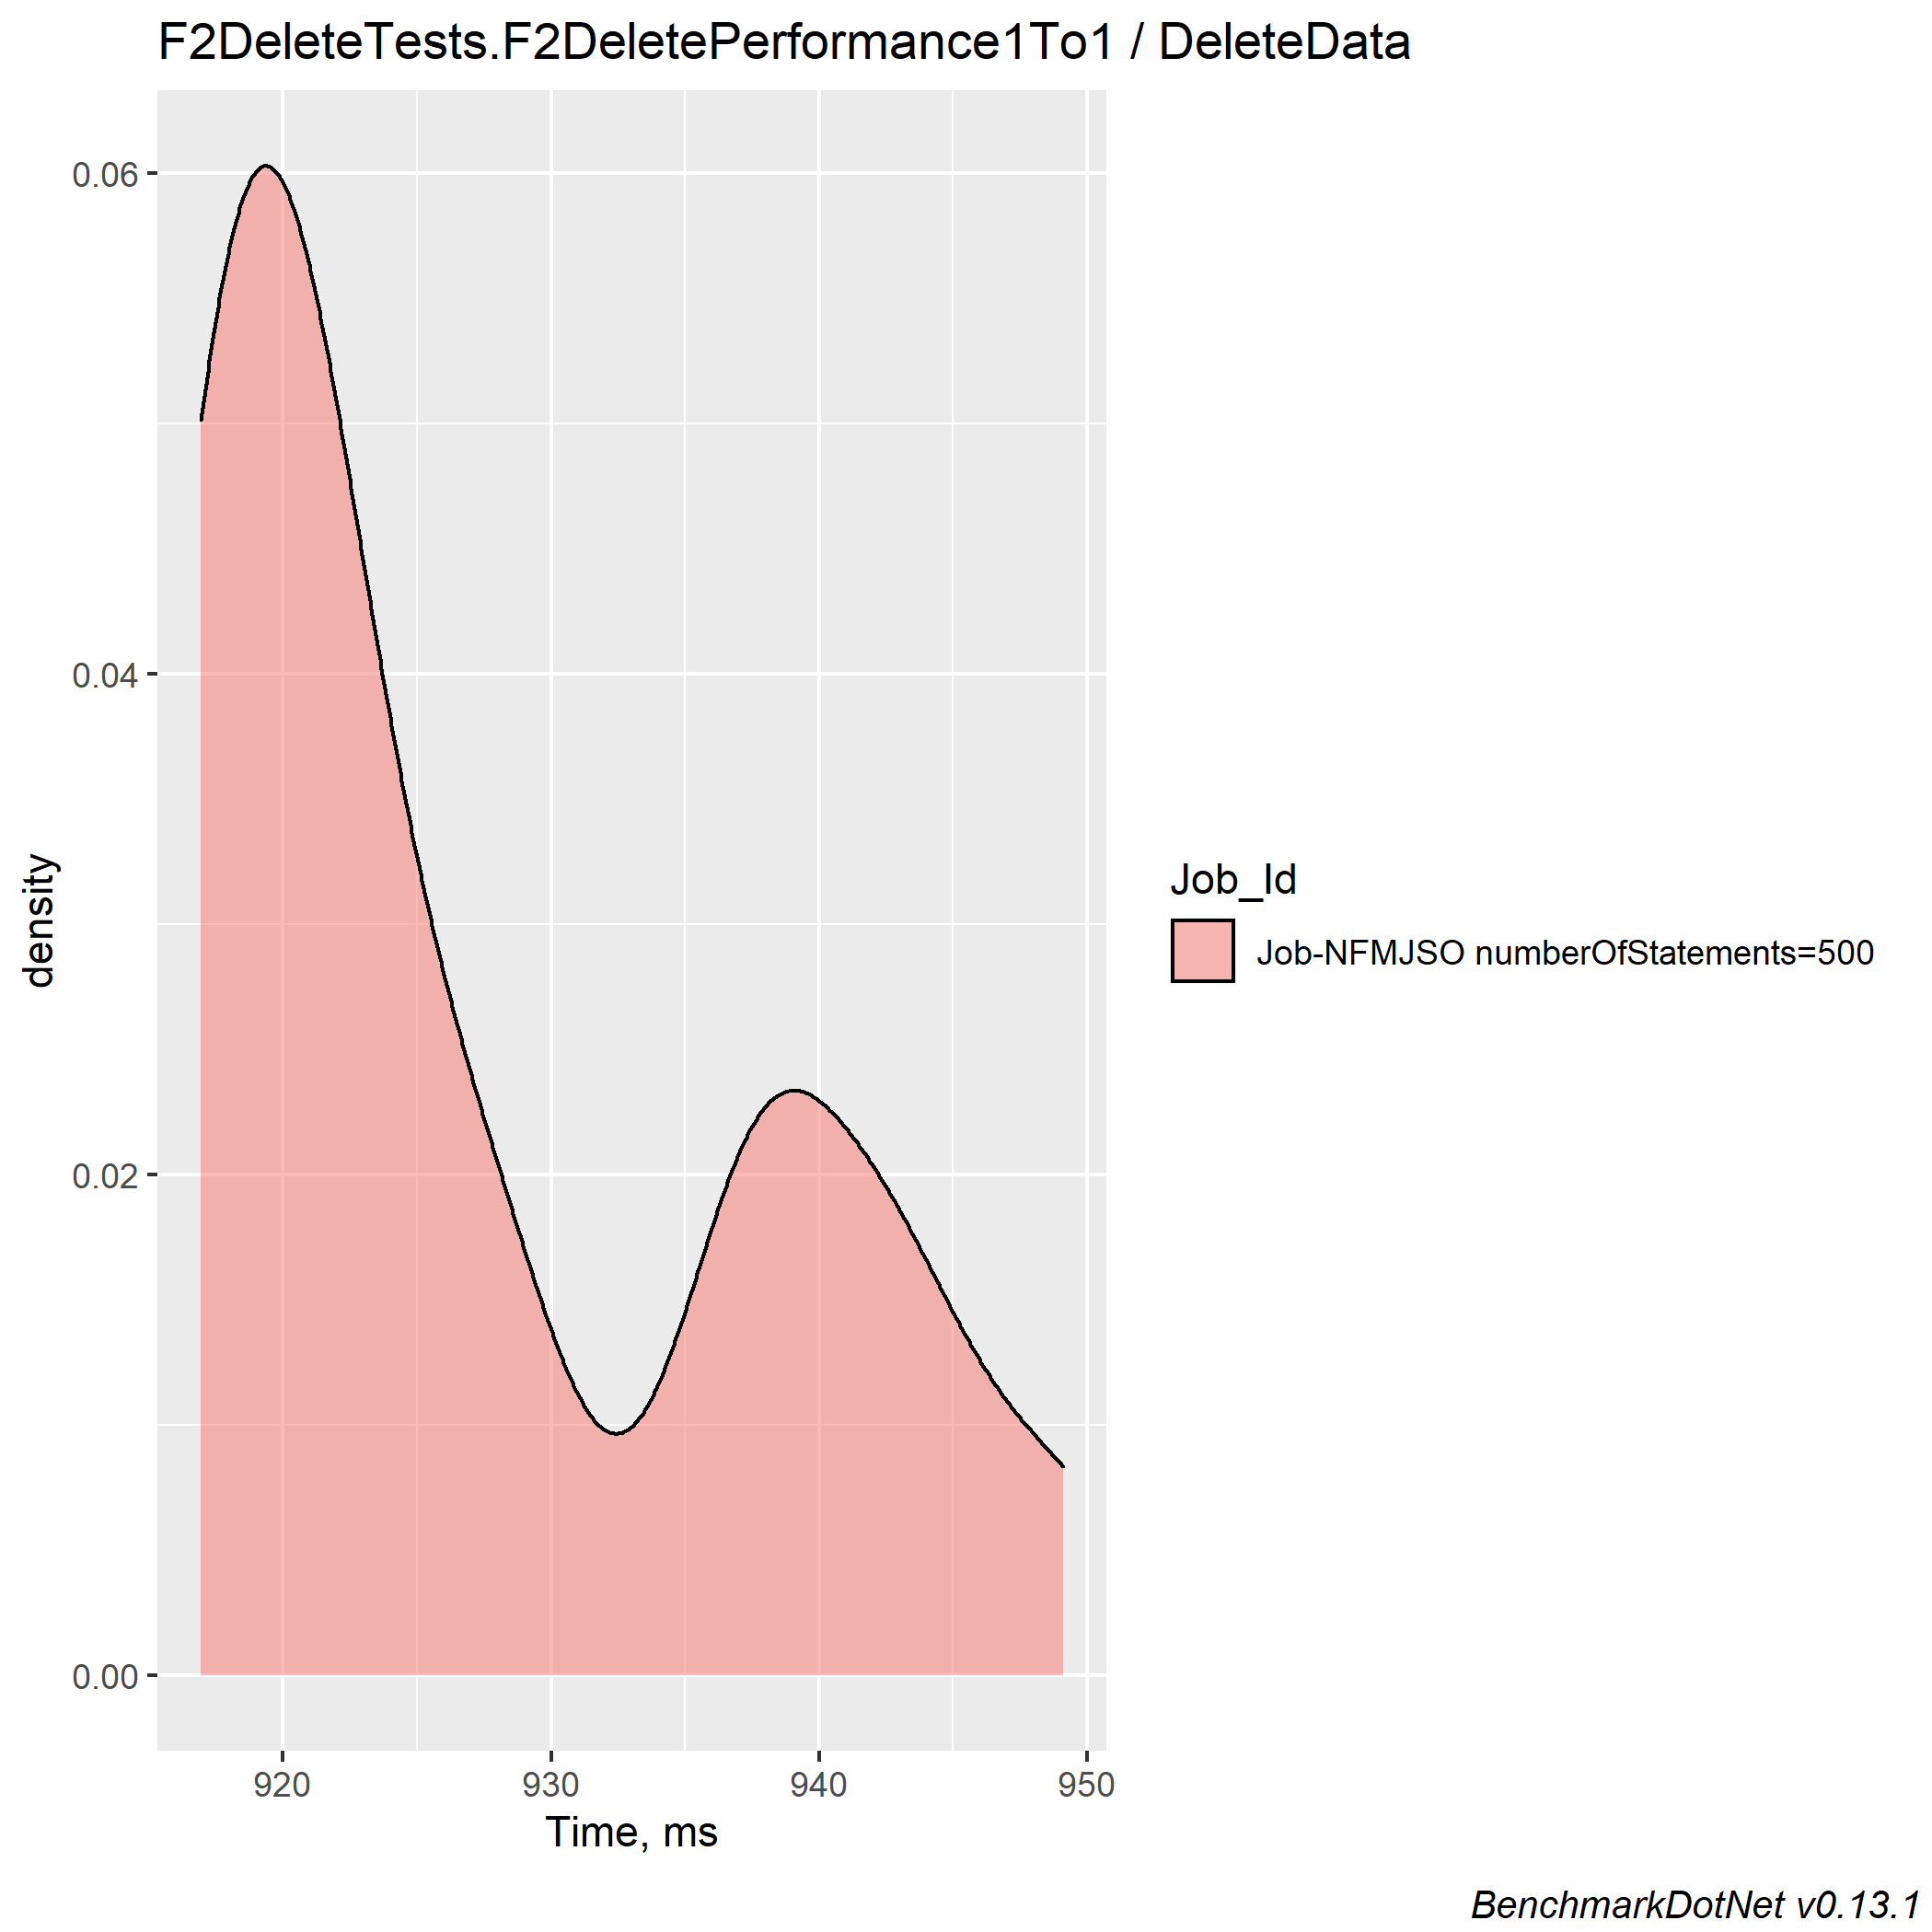 F2DeleteTests.F2DeletePerformance1To1 / DeleteData
0.06
0.04
0.02
0.00
density
920 930 940 950
Time, ms
Job_Id
Job-NFMJSO numberOfStatements=500
BenchmarkDotNet v0.13.1